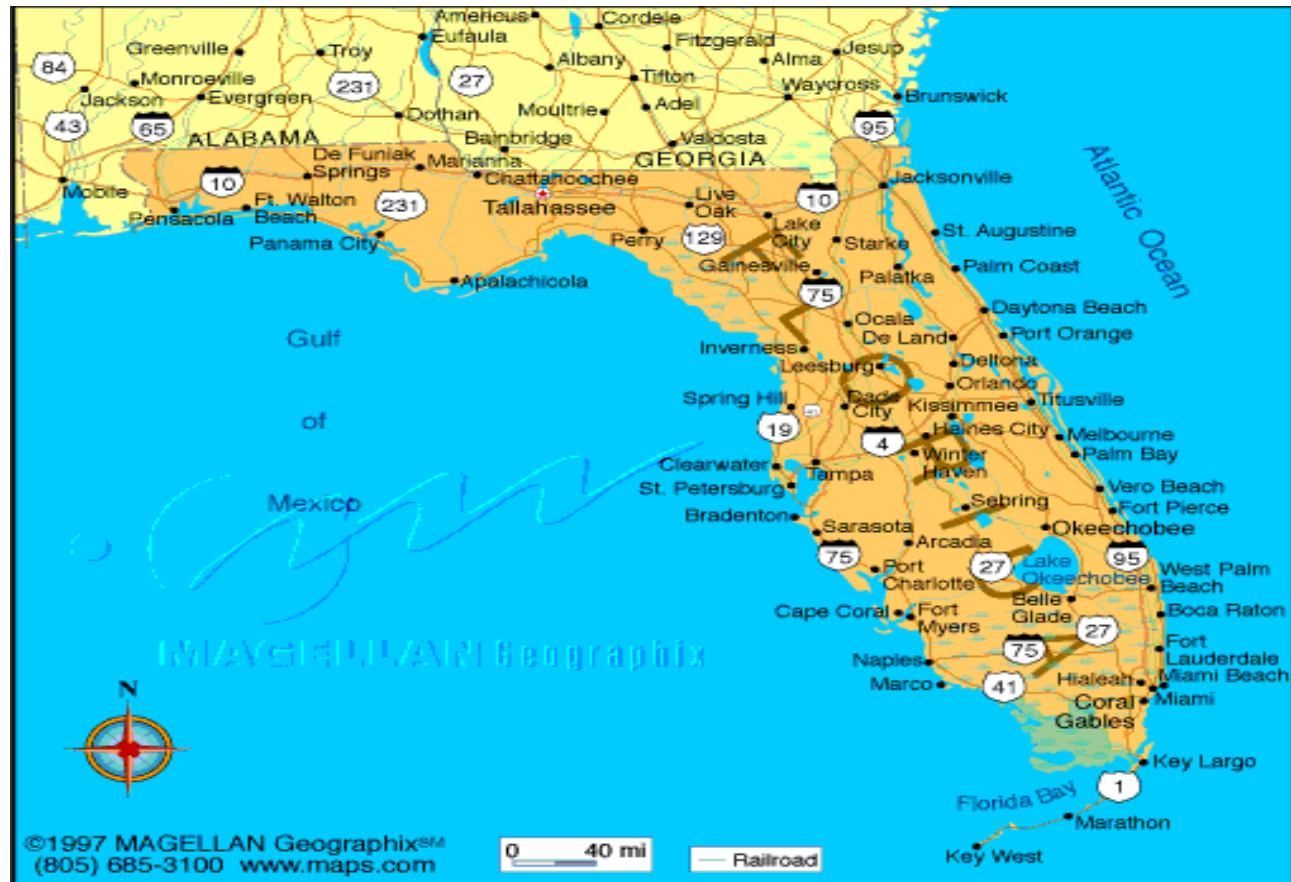 Americus
Cordele
Greenville
Troy
Eufaula
Fitzgerald
Jesup
84
Albany
Alma
Monroeville
231
27
Tifton
Waycross
Jackson
Evergreen
Brunswick
Dothan
Moultrie
Adel
43
65
95
ALABAMA
Bainbridge
Valdosta
De Funiak
Springs
Marianna
GEORGIA
Mobile
10
Chattahoochee
Jacksonville
Atlantic Ocean
Pensacola
Ft. Walton
Beach
231
Tallahassee
Live
Oak
10
Panama City
Perry
129
Lake
City
Starke
St. Augustine
Gainesville
Palatka
Palm Coast
Apalachicola
75
FLORIDA
Daytona Beach
Ocala
Gulf
of
Mexico
De Land
Port Orange
Inverness
Leesburg
Deltona
Orlando
Spring Hill
Dade
City
Kissimmee
Titusville
19
4
Haines City
Melbourne
Clearwater
Tampa
Winter
Haven
Palm Bay
St. Petersburg
Sebring
Vero Beach
Bradenton
Fort Pierce
Sarasota
Okeechobee
75
Arcadia
27
Lake
Okeechobee
95
Port
Charlotte
West Palm
Beach
Cape Coral
Fort
Myers
Belle
Glade
Boca Raton
MAGELLAN Geographix
27
75
Fort
Lauderdale
Naples
Marco
41
Hialeah
Miami Beach
N
Coral
Gables
Miami
Key Largo
1
Florida Bay
Marathon
Key West
©1997 MAGELLAN Geographix SM
(805) 685-3100 www.maps.com
0 40 mi
Railroad